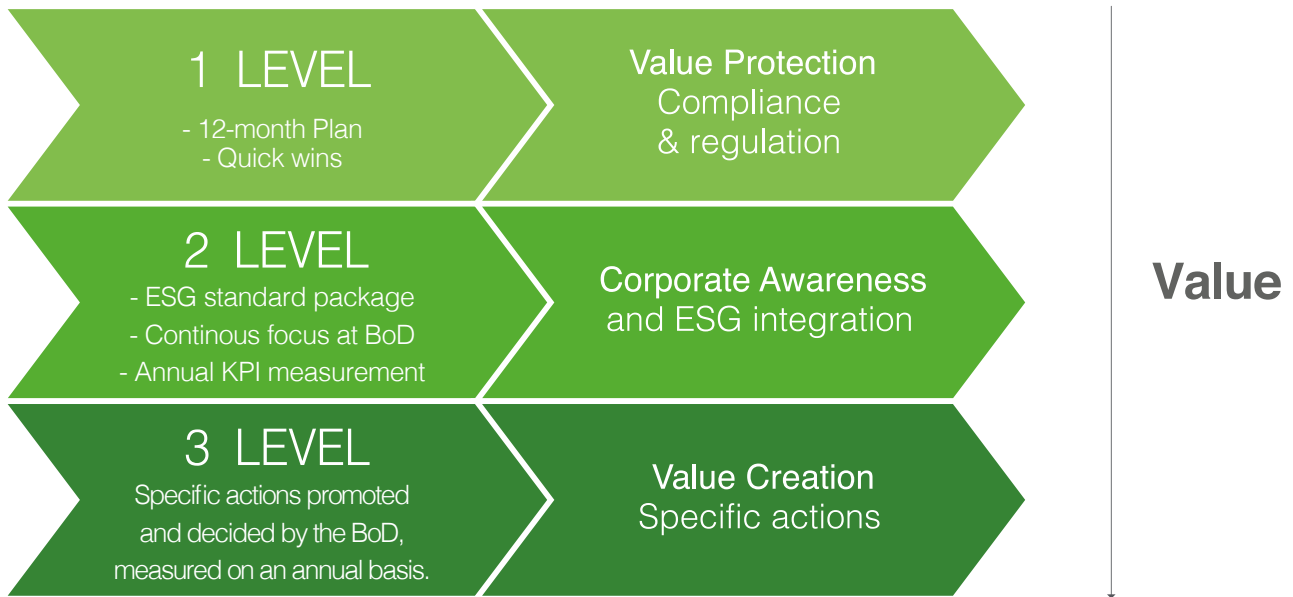 1 LEVEL
- 12-month Plan
- Quick wins
Value Protection
Compliance
& regulation
2 LEVEL
- ESG standard package
- Continous focus at BoD
- Annual KPI measurement
Corporate Awareness
and ESG integration
3 LEVEL
Specific actions promoted
and decided by the BoD,
measured on an annual basis.
Value Creation
Specific actions
Value